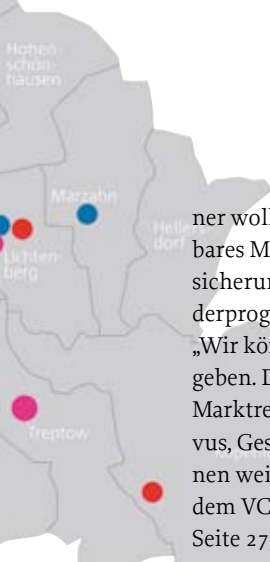 Hohen-
schön-
hausen
Marzahn
Hellers-
dorf
Lichten-
berg
Treptow
ner woll
bares M
sicherun
derprog
„Wir kön
geben. D
Marktre
vus, Ges
nen wei
dem VC
Seite 27